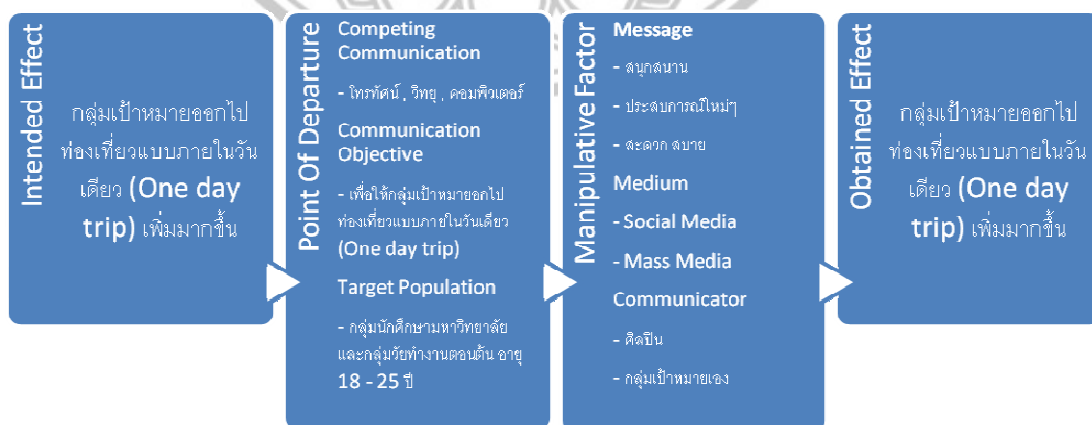 Intended Effect
กลุ่มเป้าหมายออกไป
ท่องเที่ยวแบบภายในวัน
เดียว (One day
trip) เพิ่มมากขึ้น
Point Of Departure
Competing
Communication
- โทรทัศน์ , วิทยุ , คอมพิวเตอร์
Communication
Objective
- เพื่อให้กลุ่มเป้าหมายออกไป
ท่องเที่ยวแบบภายในวันเดียว
(One day trip)
Target Population
- กลุ่มนักศึกษามหาวิทยาลัย
และกลุ่มวัยทำงานตอนต้น อายุ
18 - 25 ปี
Manipulative Factor
Message
- สนุกสนาน
- ประสบการณ์ใหม่ๆ
- สะดวก สบาย
Medium
- Social Media
- Mass Media
Communicator
- ศิลปิน
- กลุ่มเป้าหมายเอง
Obtained Effect
กลุ่มเป้าหมายออกไป
ท่องเที่ยวแบบภายในวัน
เดียว (One day
trip) เพิ่มมากขึ้น